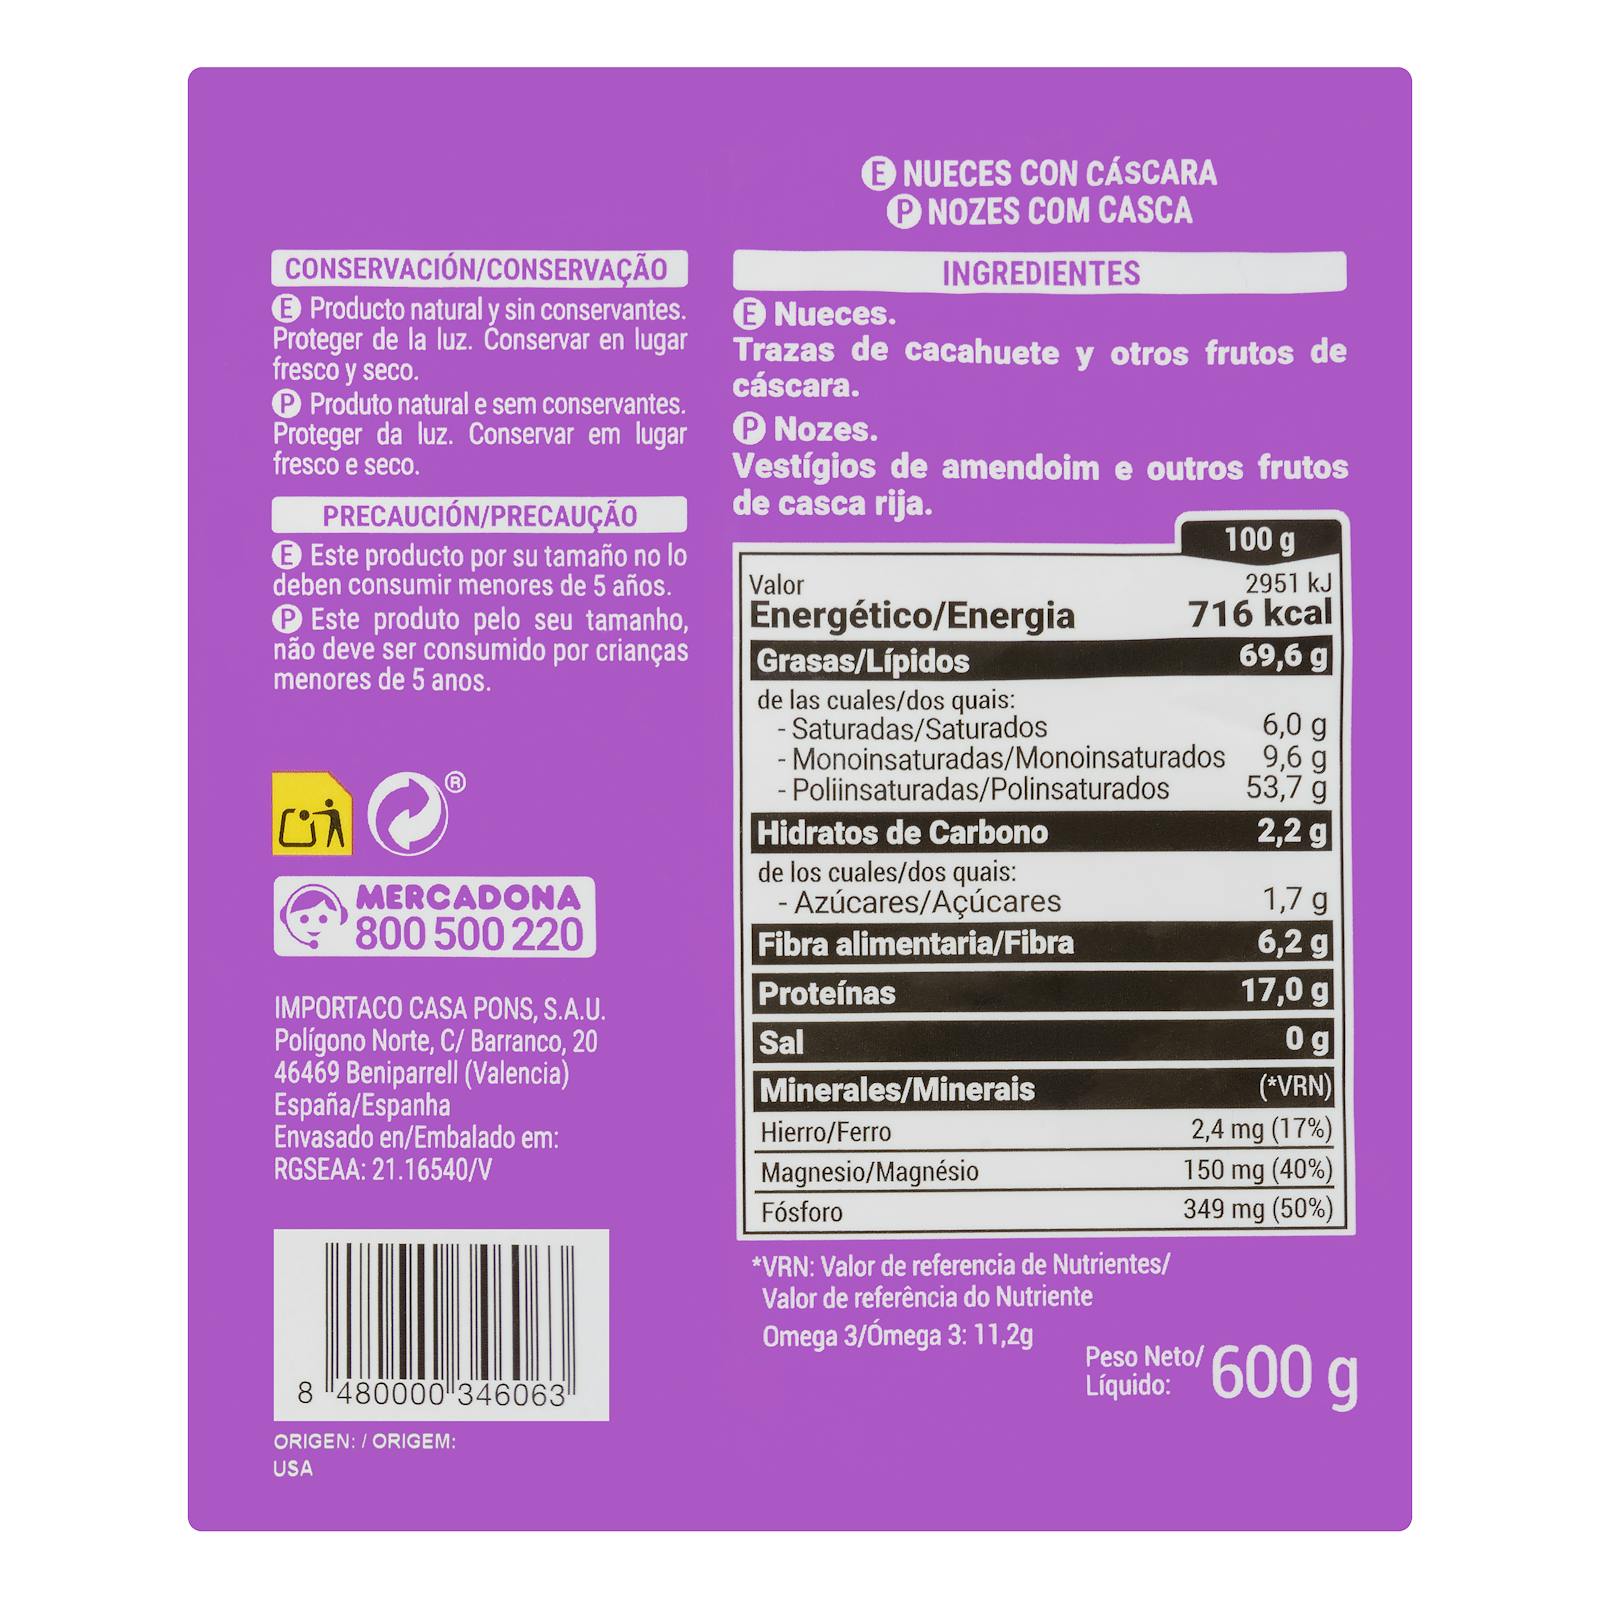 E NUECES CON CÁSCARA
P NOZES COM CASCA
CONSERVACIÓN/CONSERVAÇÃO
E Producto natural y sin conservantes.
Proteger de la luz. Conservar en lugar
fresco y seco.
P Produto natural e sem conservantes.
Proteger da luz. Conservar em lugar
fresco e seco.
PRECAUCIÓN/PRECAUÇÃO
E Este producto por su tamaño no lo
deben consumir menores de 5 años.
P Este produto pelo seu tamanho,
não deve ser consumido por crianças
menores de 5 anos.
®
MERCADONA
800 500 220
IMPORTACO CASA PONS, S.A.U.
Polígono Norte, C/ Barranco, 20
46469 Beniparrell (Valencia)
España/Espanha
Envasado en/Embalado em:
RGSEAA: 21.16540/V
8 480000 346063
ORIGEN: / ORIGEM:
USA
INGREDIENTES
E Nueces.
Trazas de cacahuete y otros frutos de
cáscara.
P Nozes.
Vestígios de amendoim e outros frutos
de casca rija.
100 g
Valor 2951 kJ
Energético/Energia 716 kcal
Grasas/Lípidos 69,6 g
de las cuales/dos quais:
- Saturadas/Saturados 6,0 g
- Monoinsaturadas/Monoinsaturados 9,6 g
- Poliinsaturadas/Polinsaturados 53,7 g
Hidratos de Carbono 2,2 g
de los cuales/dos quais:
- Azúcares/Açúcares 1,7 g
Fibra alimentaria/Fibra 6,2 g
Proteínas 17,0 g
Sal 0 g
Minerales/Minerais (*VRN)
Hierro/Ferro 2,4 mg (17%)
Magnesio/Magnésio 150 mg (40%)
Fósforo 349 mg (50%)
*VRN: Valor de referencia de Nutrientes/
Valor de referência do Nutriente
Omega 3/Ómega 3: 11,2g
Peso Neto/
Líquido: 600 g